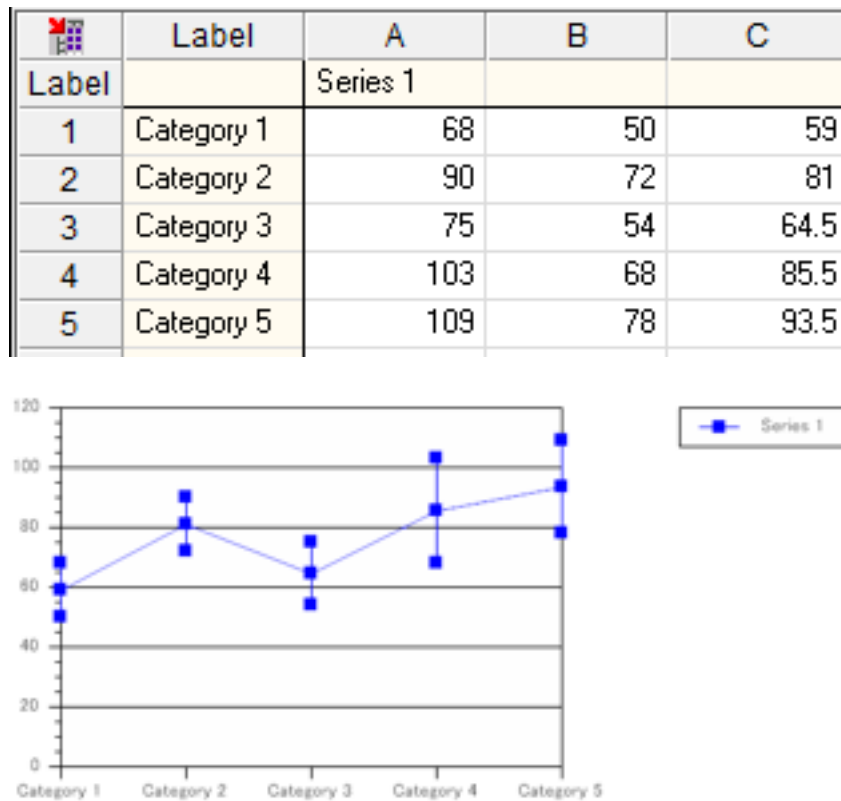 Label A B C
Label Series 1
1 Category 1 68 50 59
2 Category 2 90 72 81
3 Category 3 75 54 64.5
4 Category 4 103 68 85.5
5 Category 5 109 78 93.5
120
Series 1
100
80
60
40
20
0
Category 1 Category 2 Category 3 Category 4 Category 5